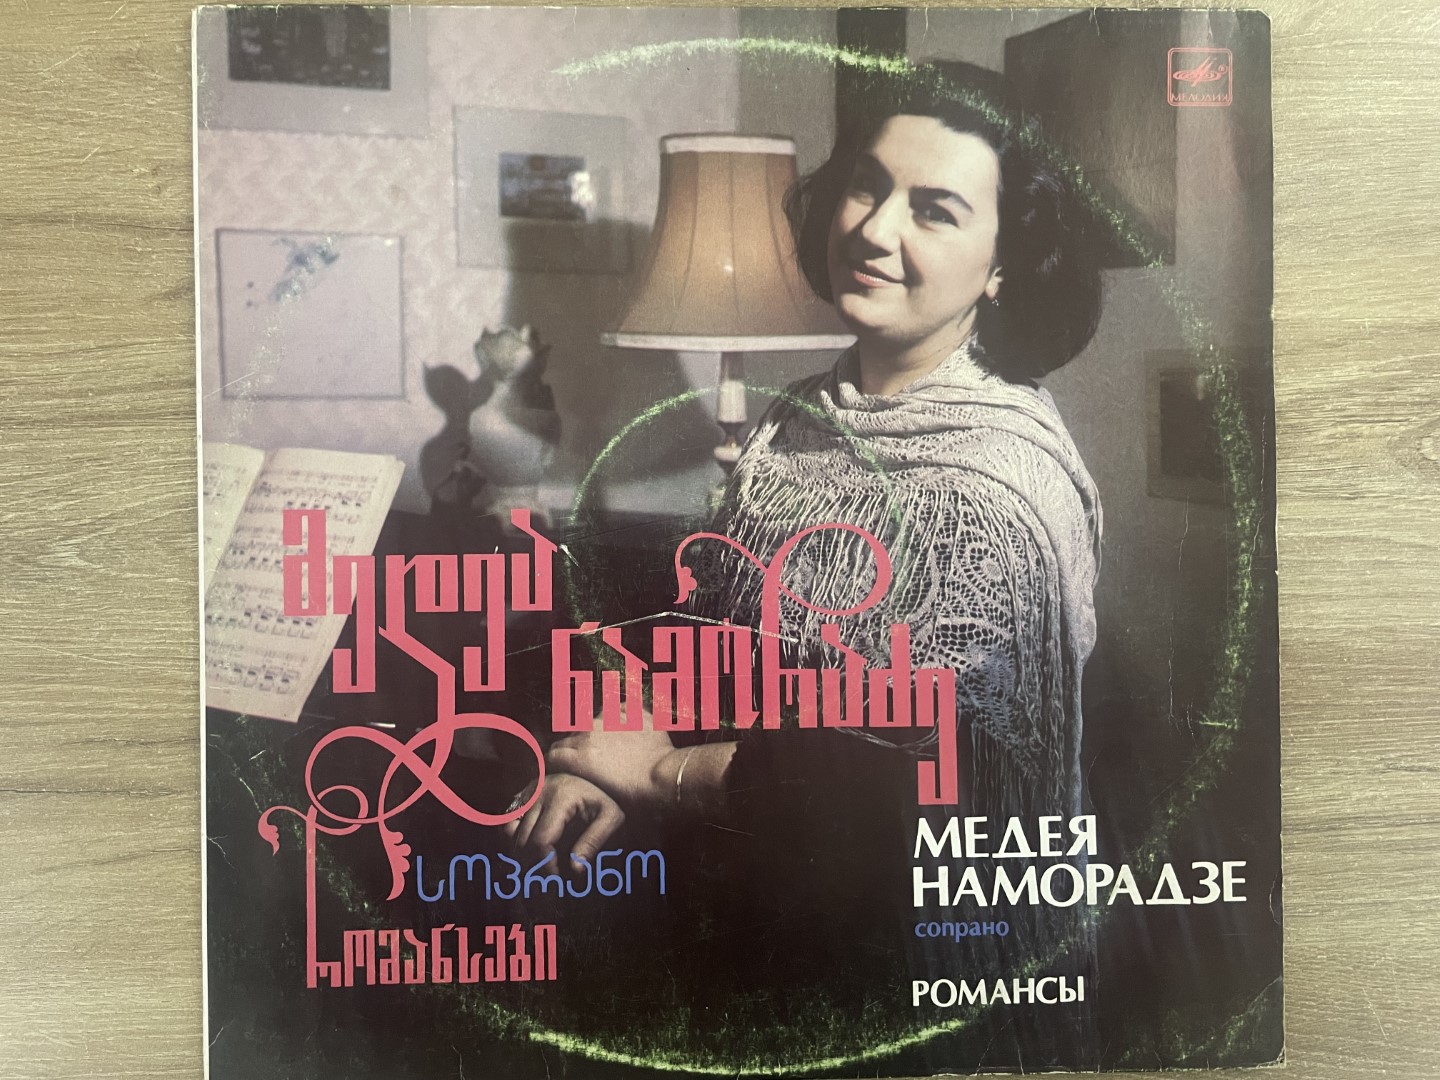 МЕЛОДИЯ
მედეა
ნამორაძე
სოპრანო
რომანსები
МЕДЕЯ
НАМОРАДЗЕ
сопрано
РОМАНСЫ